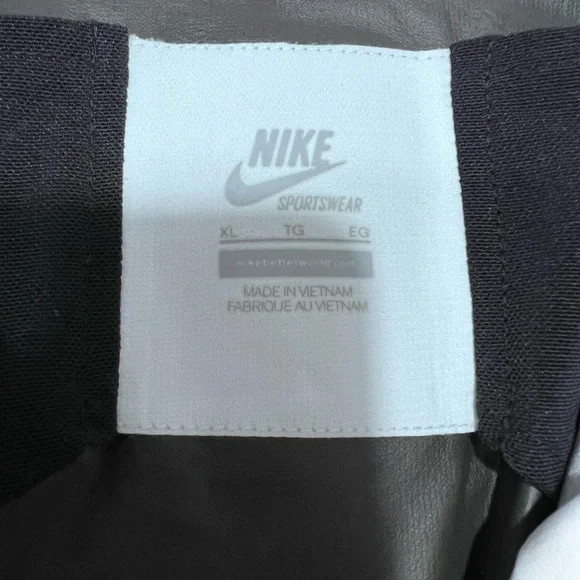 NIKE
SPORTSWEAR
XL TG EG
nikebetterworld.com
MADE IN VIETNAM
FABRIQUE AU VIETNAM